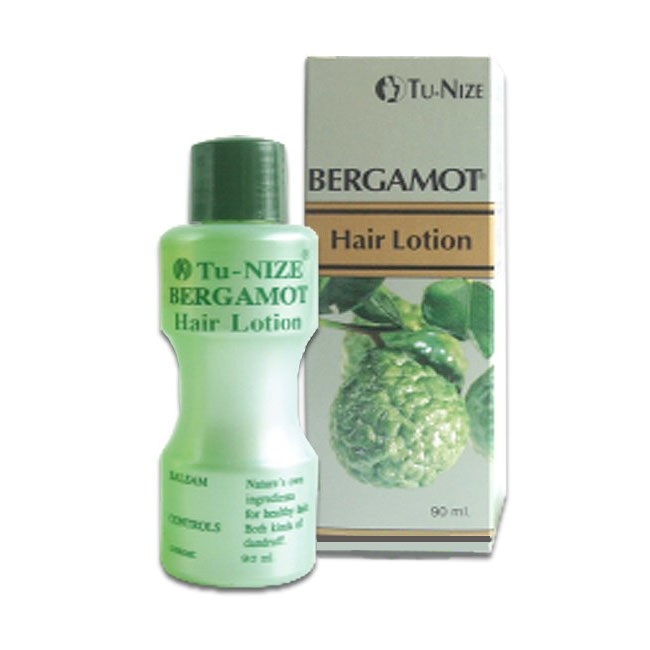 TU-NIZE
BERGAMOT®
Hair Lotion
90 ml.
TU-NIZE®
BERGAMOT
Hair Lotion
BALSAM
CONTROLS
Nature's own
ingredients
for healthy hair.
Both kinds of
dandruff.
90 ml